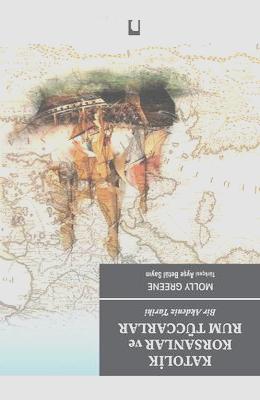 KATOLİK
KORSANLAR ve
RUM TÜCCARLAR
Bir Akdeniz Tarihi
MOLLY GREENE
Türkçesi Ayşe Betül Sayın